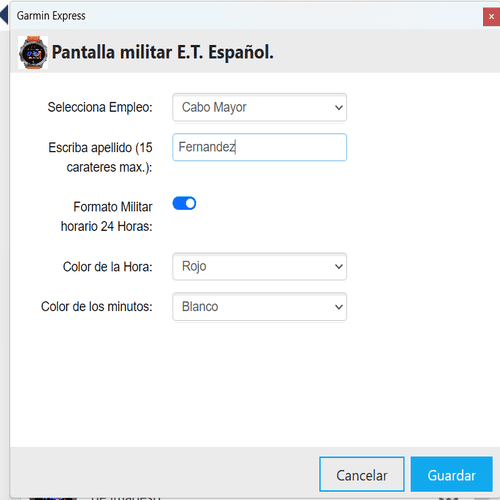 Garmin Express
Pantalla militar E.T. Español.
Selecciona Empleo:
Cabo Mayor
Escriba apellido (15
carateres max.):
Fernandez
Formato Militar
horario 24 Horas:
Color de la Hora:
Rojo
Color de los minutos:
Blanco
Cancelar
Guardar